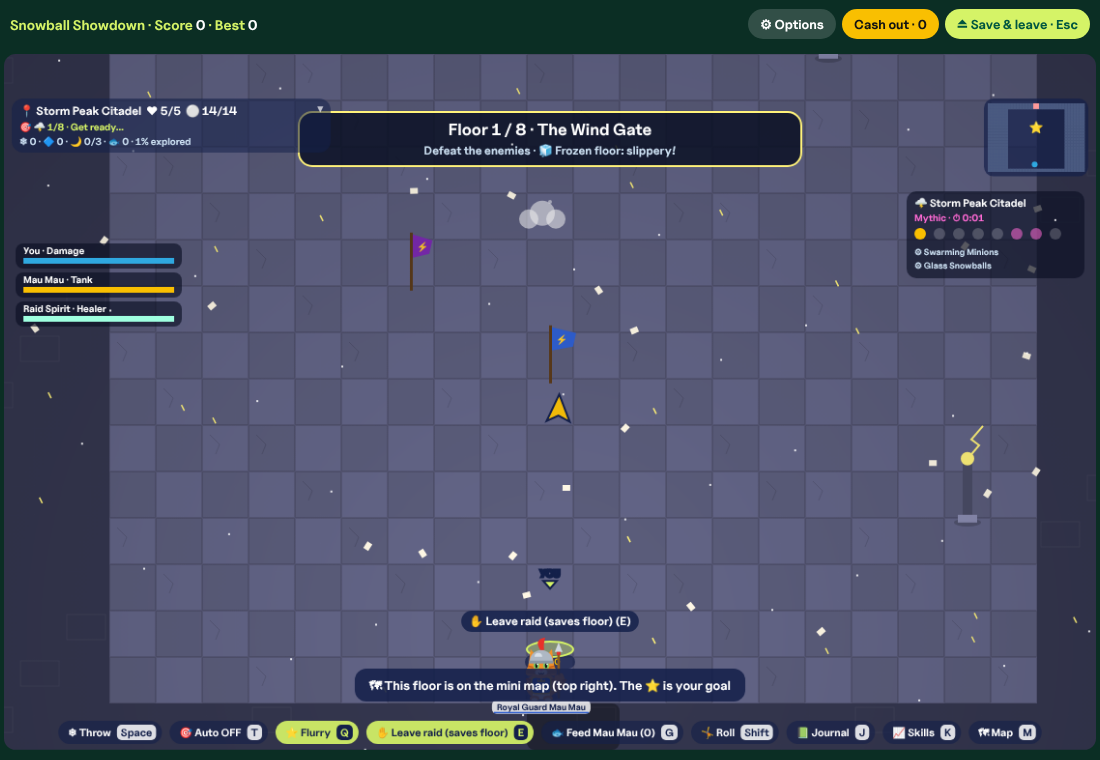 Snowball Showdown · Score 0 · Best 0
⚙ Options
Cash out · 0
⏏ Save & leave · Esc
📍 Storm Peak Citadel ❤ 5/5 ⚪ 14/14 ▼
🎯 🌩 1/8 · Get ready...
❄ 0 · 🔷 0 · 🌙 0/3 · 🐟 0 · 1% explored
Floor 1 / 8 · The Wind Gate
Defeat the enemies · 🧊 Frozen floor: slippery!
🌩 Storm Peak Citadel
Mythic · ⏱ 0:01
⚙ Swarming Minions
⚙ Glass Snowballs
You · Damage
Mau Mau · Tank
Raid Spirit · Healer
✋ Leave raid (saves floor) (E)
🗺 This floor is on the mini map (top right). The ⭐ is your goal
Royal Guard Mau Mau
❄ Throw Space
🎯 Auto OFF T
⭐ Flurry Q
✋ Leave raid (saves floor) E
🐟 Feed Mau Mau (0) G
🤸 Roll Shift
📗 Journal J
📈 Skills K
🗺 Map M